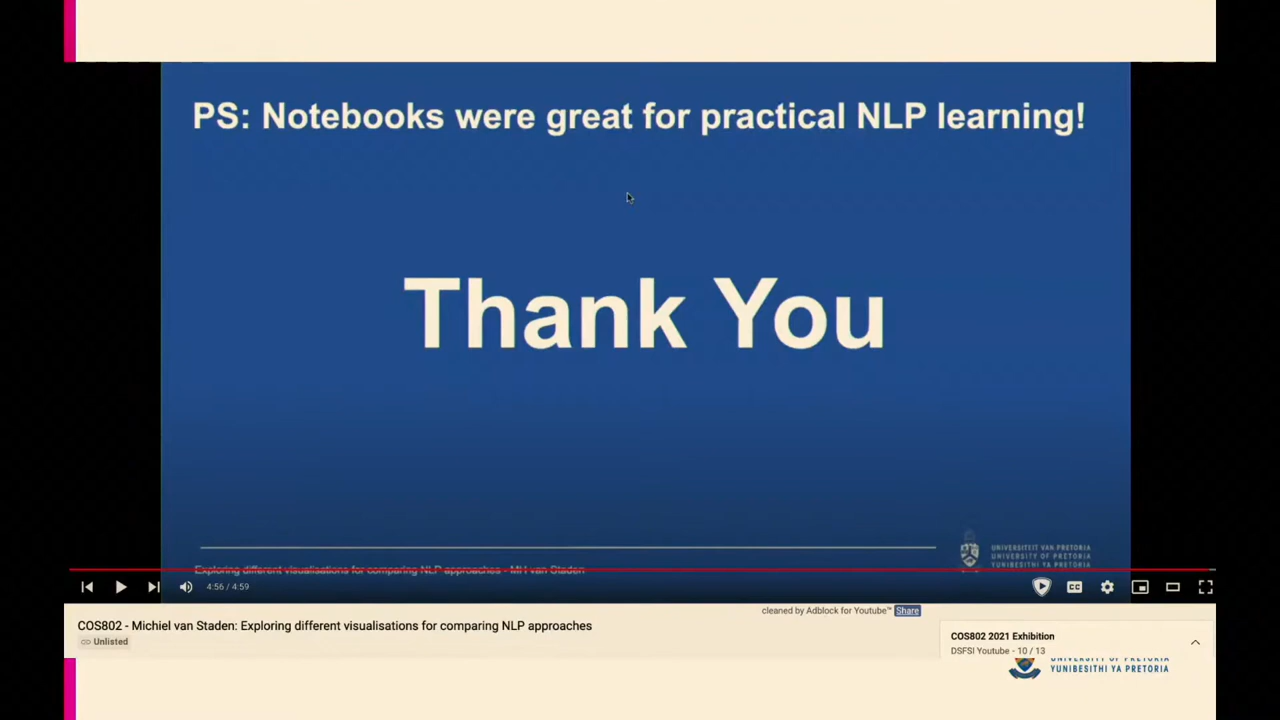 PS: Notebooks were great for practical NLP learning!
Thank You
UNIVERSITEIT VAN PRETORIA
UNIVERSITY OF PRETORIA
YUNIBESITHI YA PRETORIA
Exploring different visualisations for comparing NLP approaches - MH van Staden
4:56 / 4:59
CC
cleaned by Adblock for Youtube™ Share
COS802 - Michiel van Staden: Exploring different visualisations for comparing NLP approaches
Unlisted
COS802 2021 Exhibition
DSFSI Youtube - 10 / 13
UNIVERSITY OF PRETORIA
YUNIBESITHI YA PRETORIA